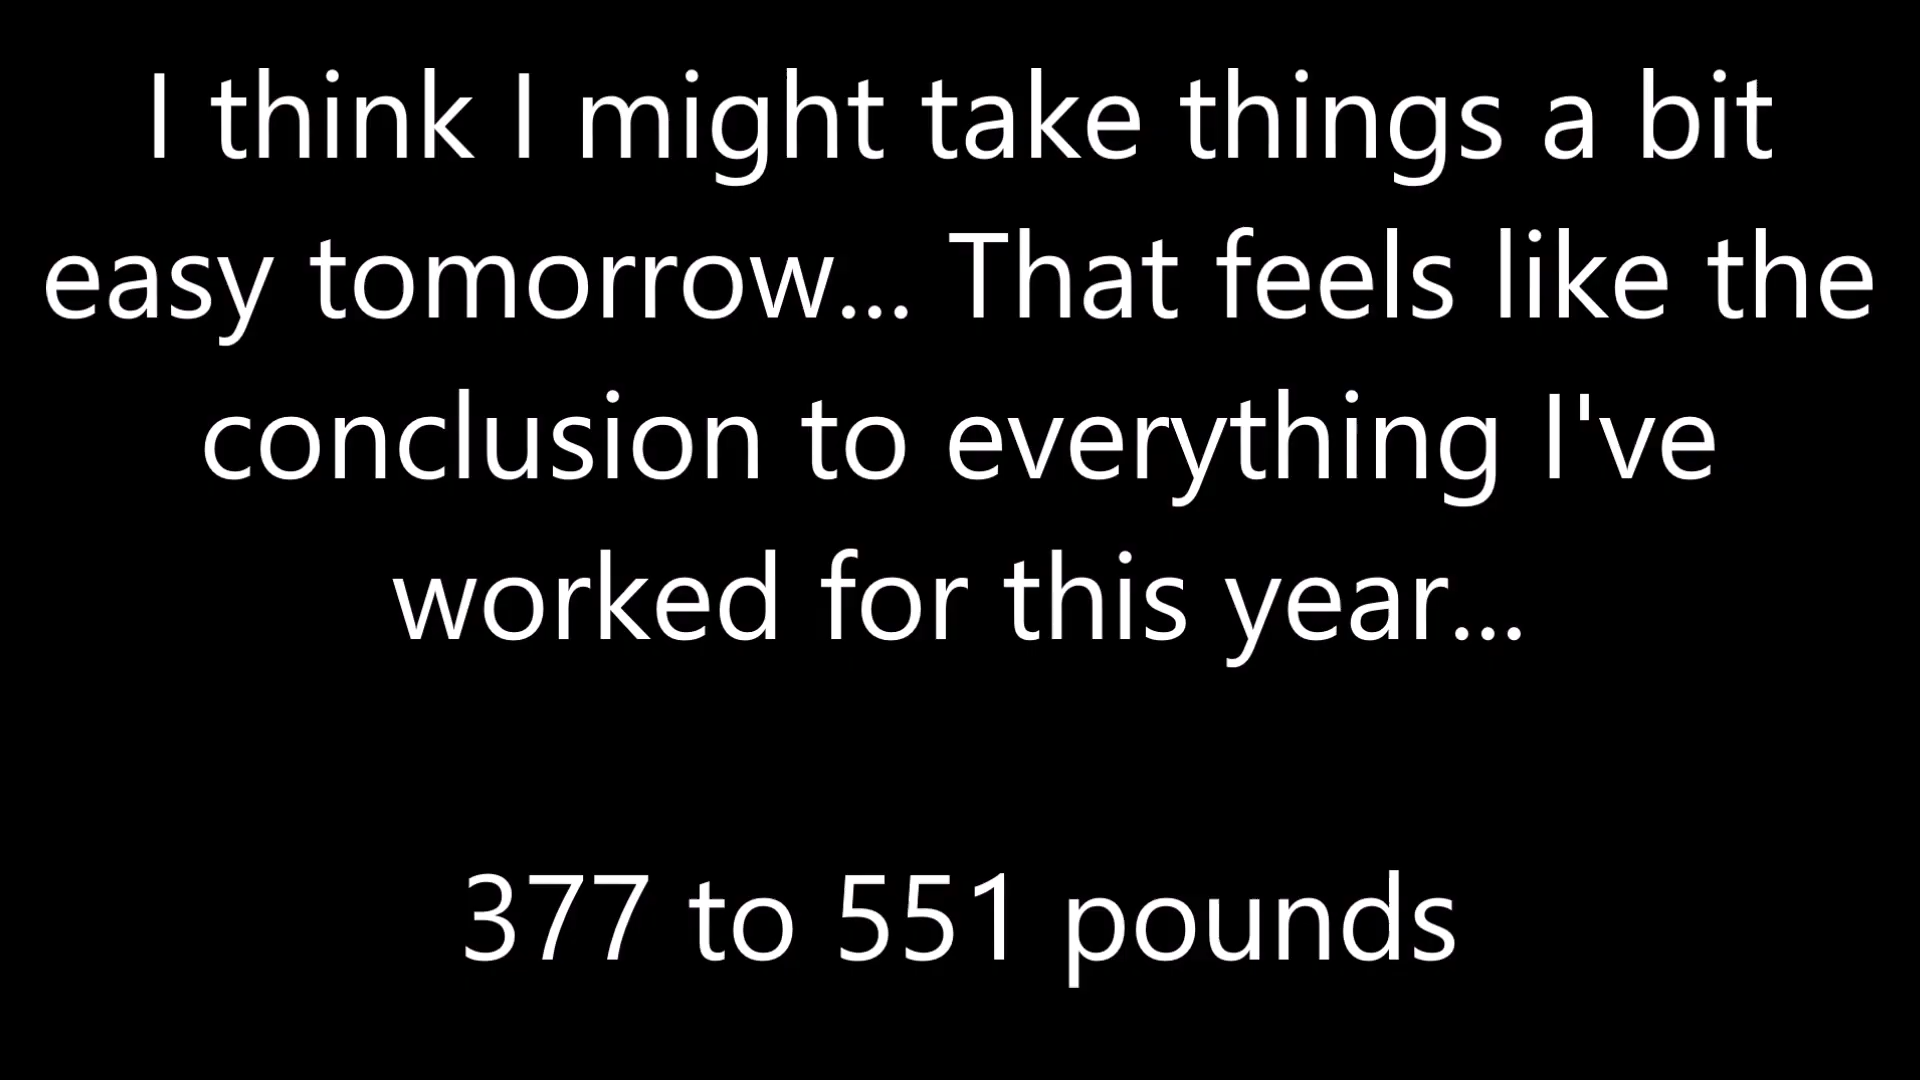 I think I might take things a bit
easy tomorrow... That feels like the
conclusion to everything I've
worked for this year...
377 to 551 pounds